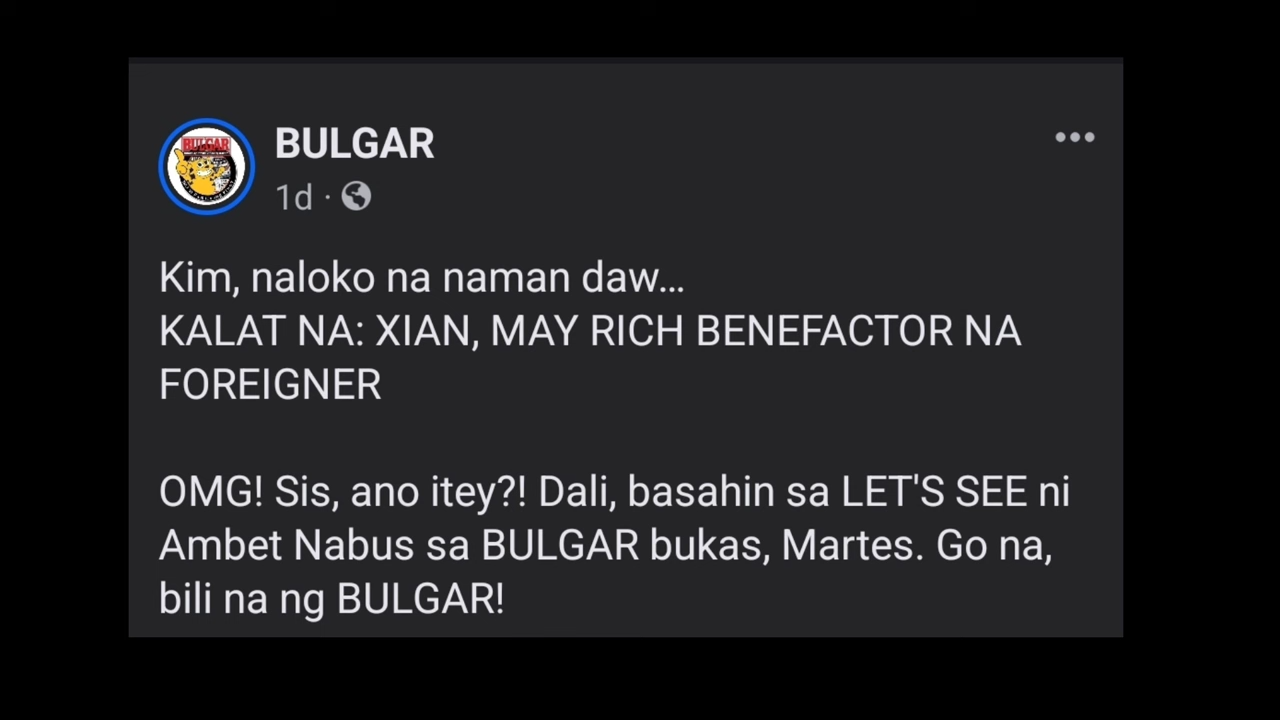 BULGAR
BULGAR
1d ·
Kim, naloko na naman daw...
KALAT NA: XIAN, MAY RICH BENEFACTOR NA
FOREIGNER
OMG! Sis, ano itey?! Dali, basahin sa LET'S SEE ni
Ambet Nabus sa BULGAR bukas, Martes. Go na,
bili na ng BULGAR!